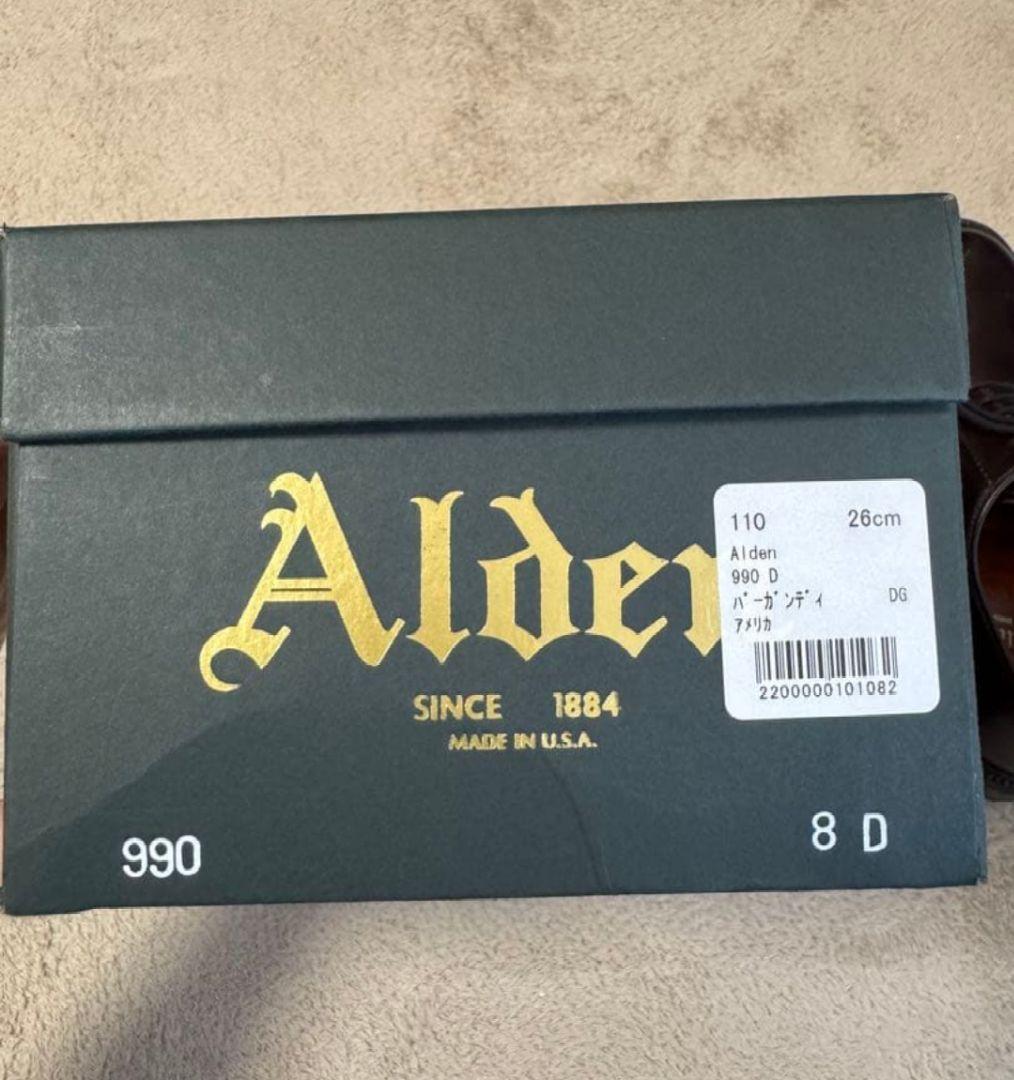 Alden
SINCE 1884
MADE IN U.S.A.
110 26cm
Alden
990 D
バーガンディ DG
アメリカ
2200000101082
990 8 D